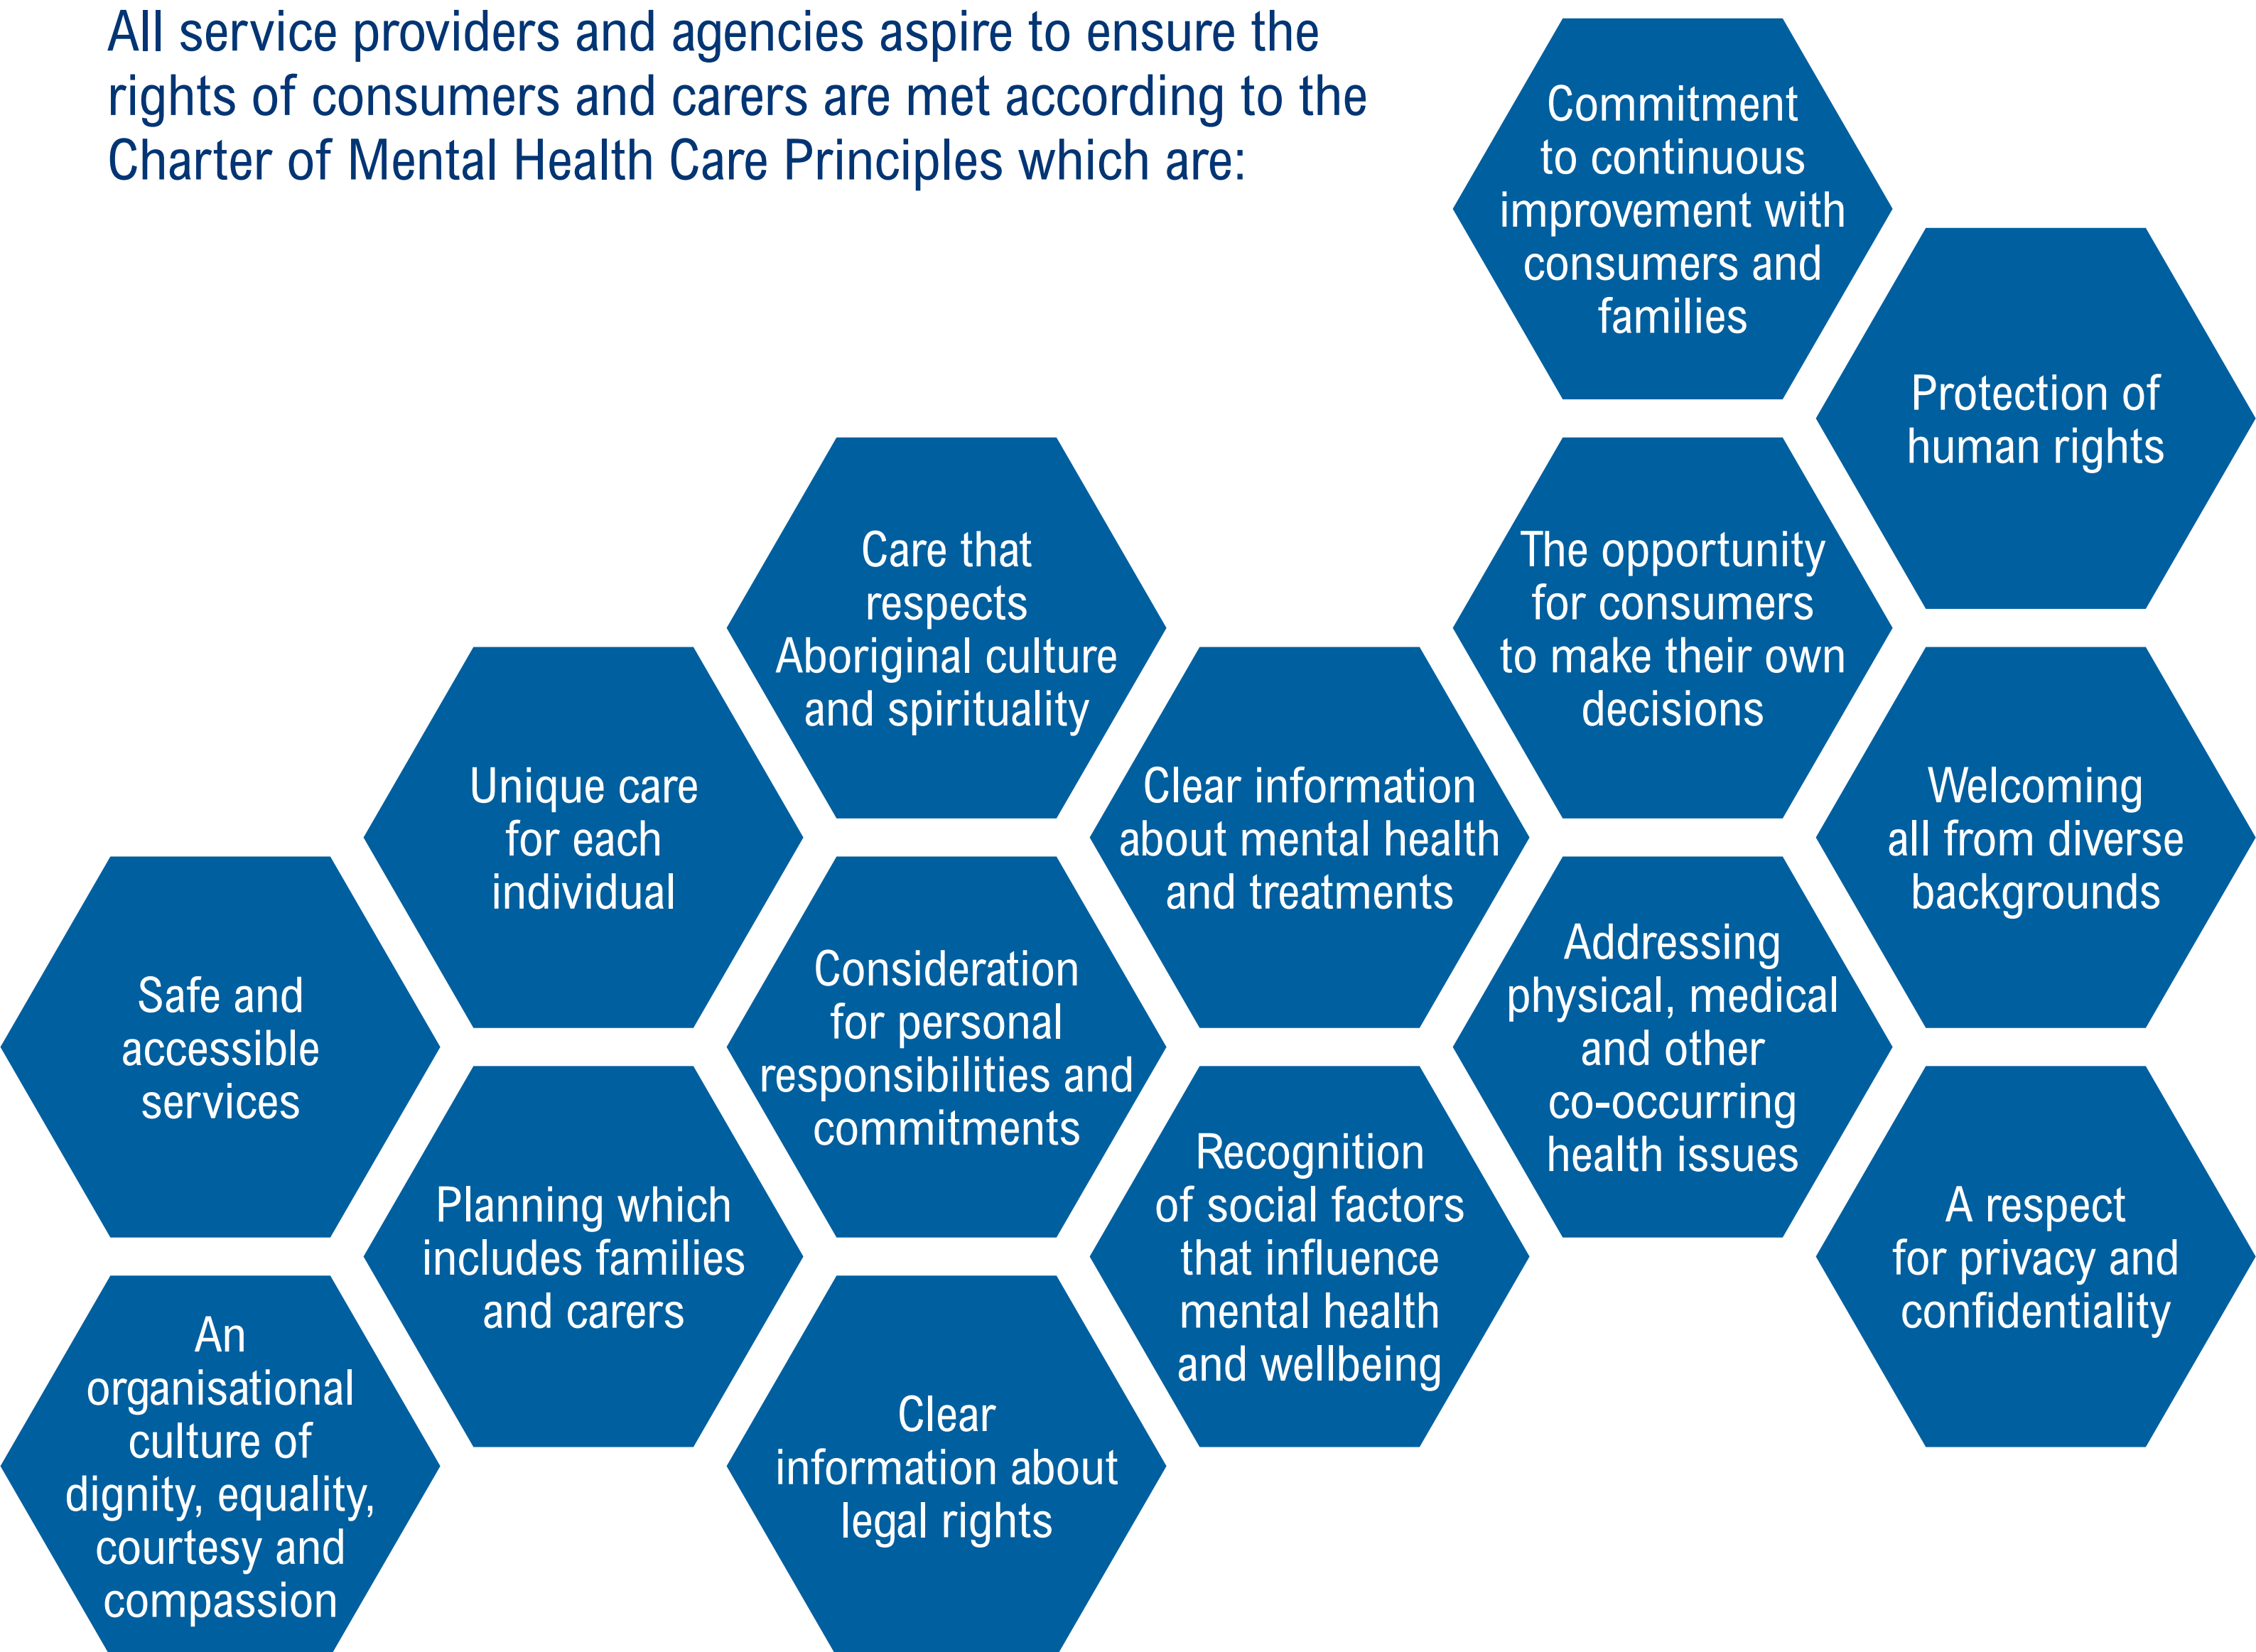 All service providers and agencies aspire to ensure the
rights of consumers and carers are met according to the
Charter of Mental Health Care Principles which are:
Commitment
to continuous
improvement with
consumers and
families
Protection of
human rights
Care that
respects
Aboriginal culture
and spirituality
The opportunity
for consumers
to make their own
decisions
Unique care
for each
individual
Clear information
about mental health
and treatments
Welcoming
all from diverse
backgrounds
Safe and
accessible
services
Consideration
for personal
responsibilities and
commitments
Addressing
physical, medical
and other
co-occurring
health issues
Planning which
includes families
and carers
Recognition
of social factors
that influence
mental health
and wellbeing
A respect
for privacy and
confidentiality
An
organisational
culture of
dignity, equality,
courtesy and
compassion
Clear
information about
legal rights